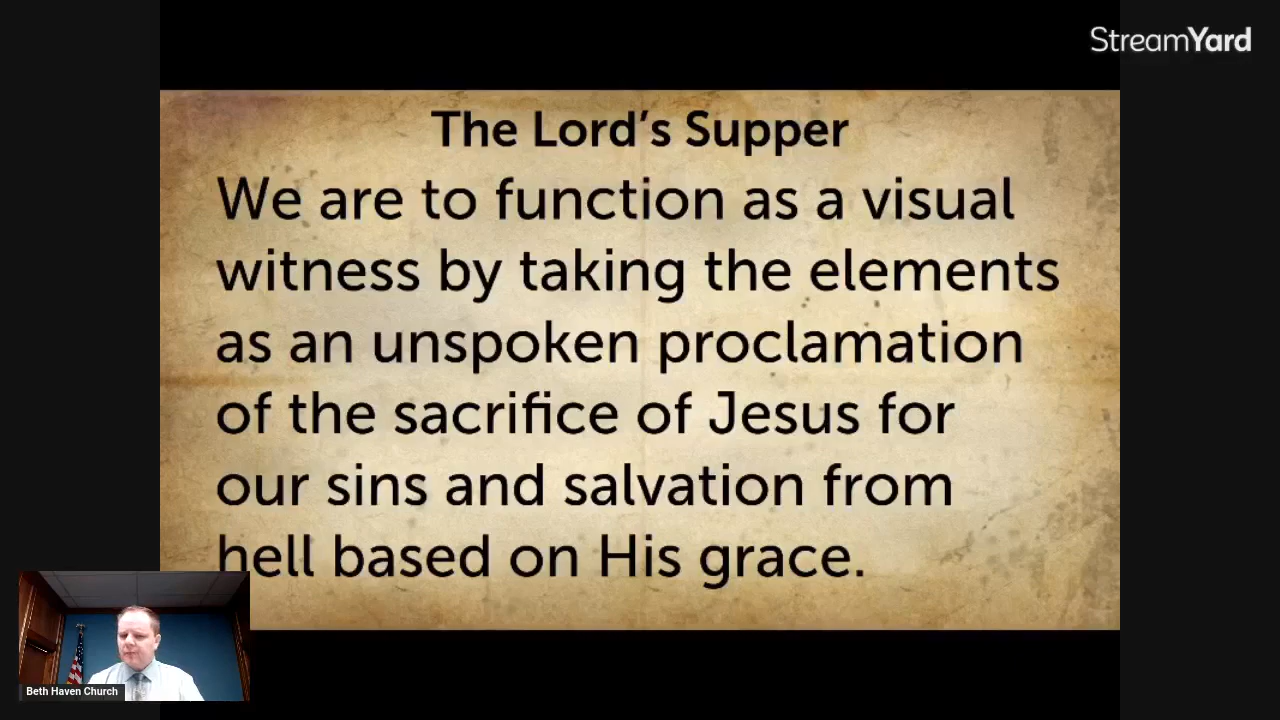 StreamYard
The Lord’s Supper
We are to function as a visual
witness by taking the elements
as an unspoken proclamation
of the sacrifice of Jesus for
our sins and salvation from
hell based on His grace.
Beth Haven Church